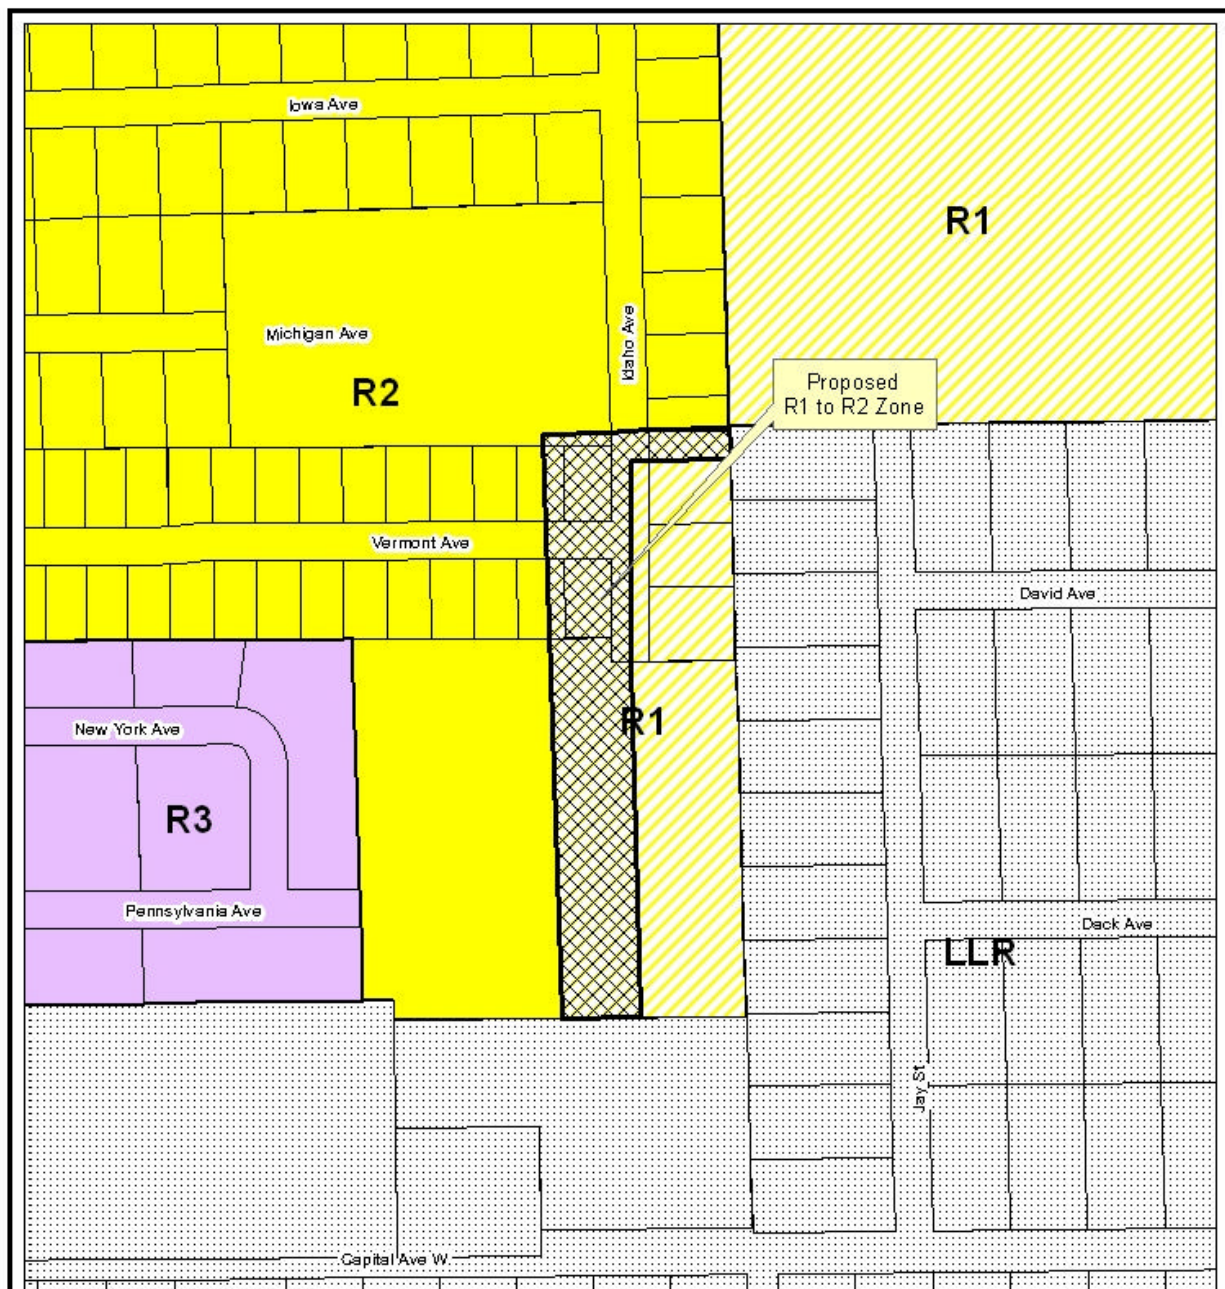 Iowa Ave
R1
Idaho Ave
Michigan Ave
R2
Proposed
R1 to R2 Zone
Vermont Ave
David Ave
R1
New York Ave
R3
Pennsylvania Ave
Dack Ave
LLR
Jay St
Capital Ave W